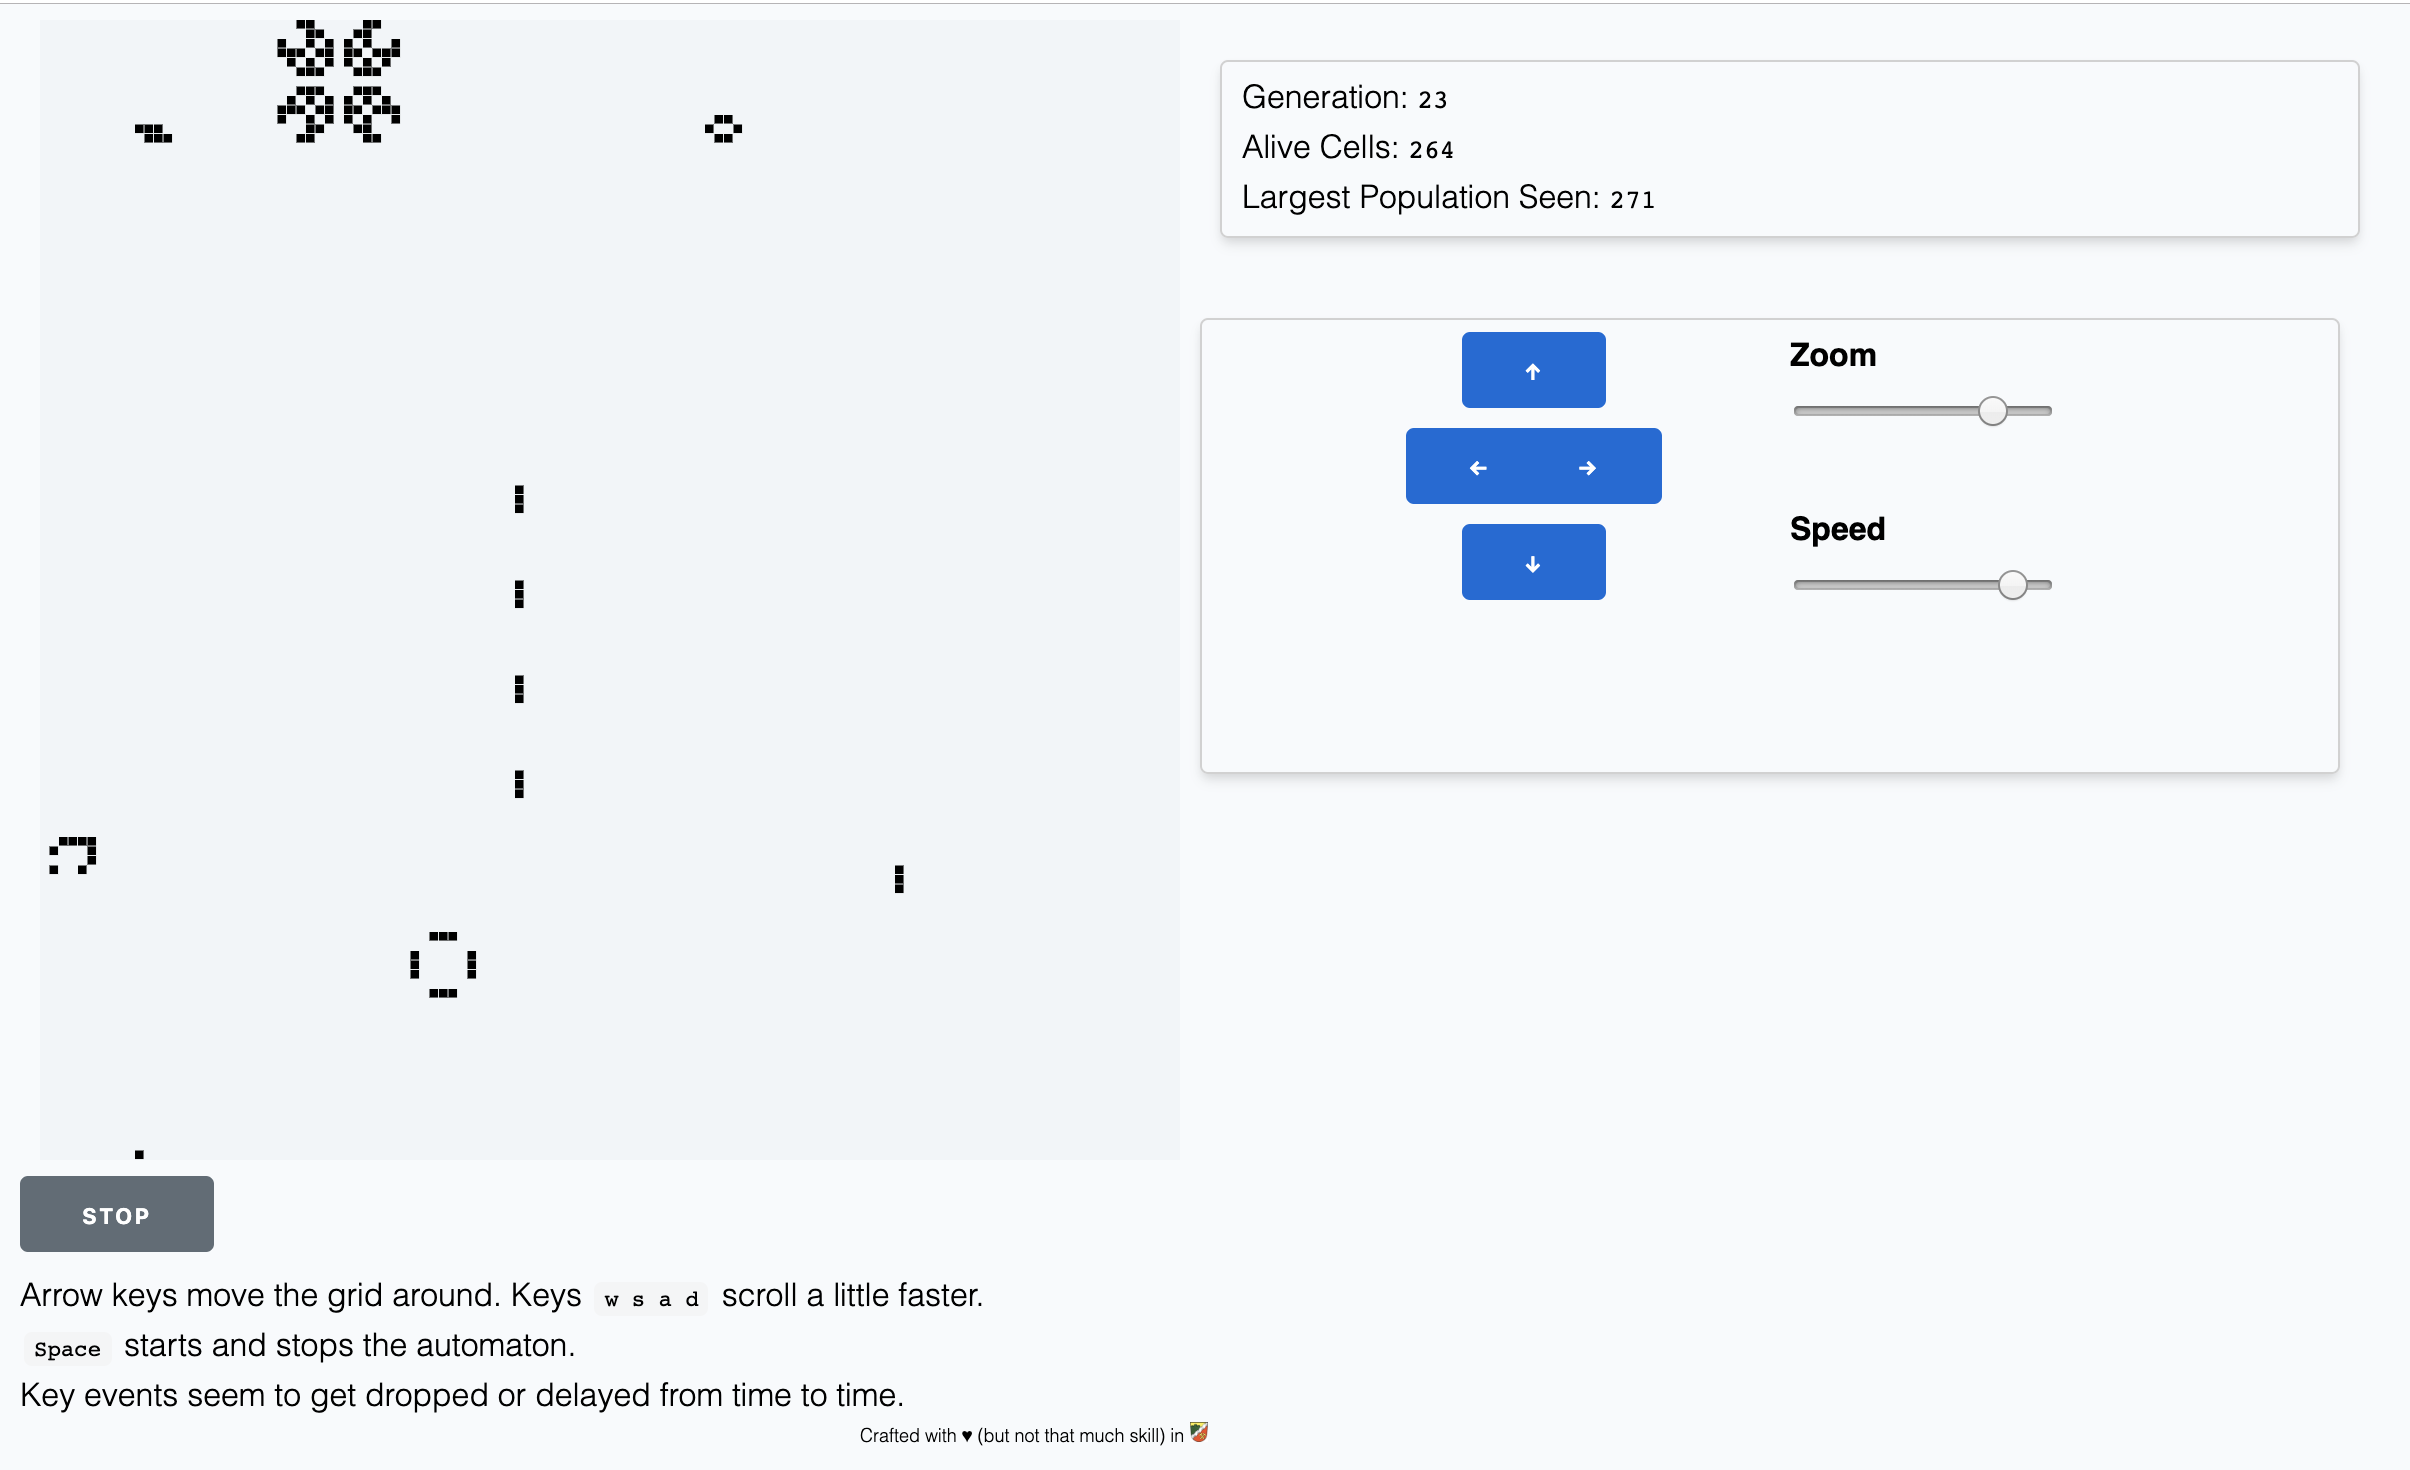 Generation: 23
Alive Cells: 264
Largest Population Seen: 271
↑
← →
↓
Zoom
Speed
STOP
Arrow keys move the grid around. Keys w s a d scroll a little faster.
Space starts and stops the automaton.
Key events seem to get dropped or delayed from time to time.
Crafted with ♥ (but not that much skill) in